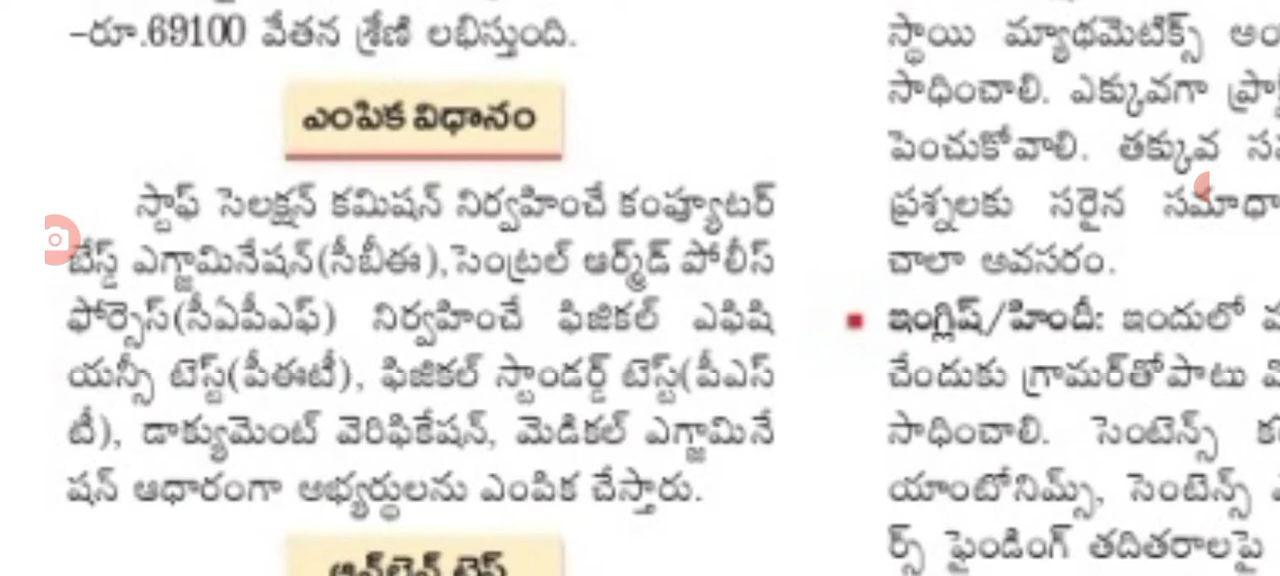 -రూ.69100 వేతన శ్రేణి లభిస్తుంది.
ఎంపిక విధానం
స్టాఫ్ సెలక్షన్ కమిషన్ నిర్వహించే కంప్యూటర్
బేస్డ్ ఎగ్జామినేషన్(సీబీఈ),సెంట్రల్ ఆర్మ్‌డ్ పోలీస్
ఫోర్సెస్(సీఏపీఎఫ్) నిర్వహించే ఫిజికల్ ఎఫిషి
యన్సీ టెస్ట్(పీఈటీ), ఫిజికల్ స్టాండర్డ్ టెస్ట్(పీఎస్
టీ), డాక్యుమెంట్ వెరిఫికేషన్, మెడికల్ ఎగ్జామినే
షన్ ఆధారంగా అభ్యర్థులను ఎంపిక చేస్తారు.
ఆన్‌లైన్ టెస్ట్
స్థాయి మ్యాథమెటిక్స్
సాధించాలి. ఎక్కువగా
పెంచుకోవాలి. తక్కువ
ప్రశ్నలకు సరైన
చాలా అవసరం.
ఇంగ్లిష్/హిందీ: ఇందులో
చేందుకు గ్రామర్‌తోపాటు
సాధించాలి. సెంటెన్స్
యాంటోనిమ్స్, సెంటెన్స్
ర్స్ ఫైండింగ్ తదితరాలపై